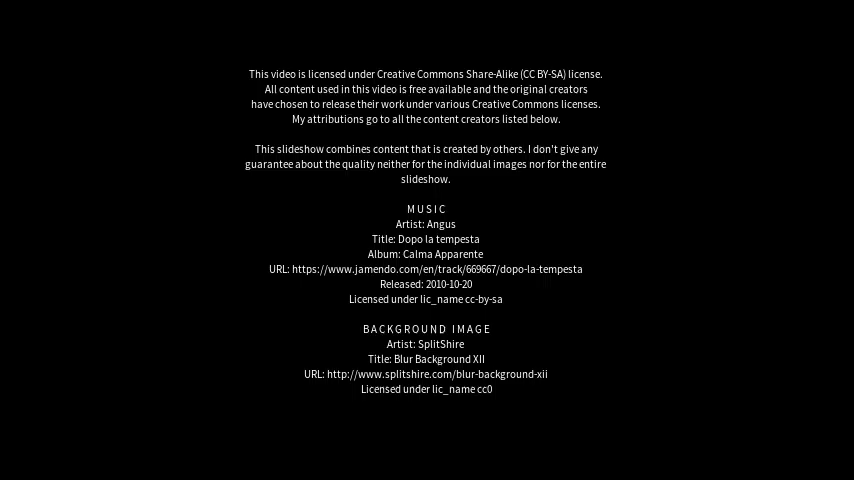 This video is licensed under Creative Commons Share-Alike (CC BY-SA) license.
All content used in this video is free available and the original creators
have chosen to release their work under various Creative Commons licenses.
My attributions go to all the content creators listed below.
This slideshow combines content that is created by others. I don't give any
guarantee about the quality neither for the individual images nor for the entire
slideshow.
MUSIC
Artist: Angus
Title: Dopo la tempesta
Album: Calma Apparente
URL: https://www.jamendo.com/en/track/669667/dopo-la-tempesta
Released: 2010-10-20
Licensed under lic_name cc-by-sa
BACKGROUND IMAGE
Artist: SplitShire
Title: Blur Background XII
URL: http://www.splitshire.com/blur-background-xii
Licensed under lic_name cc0